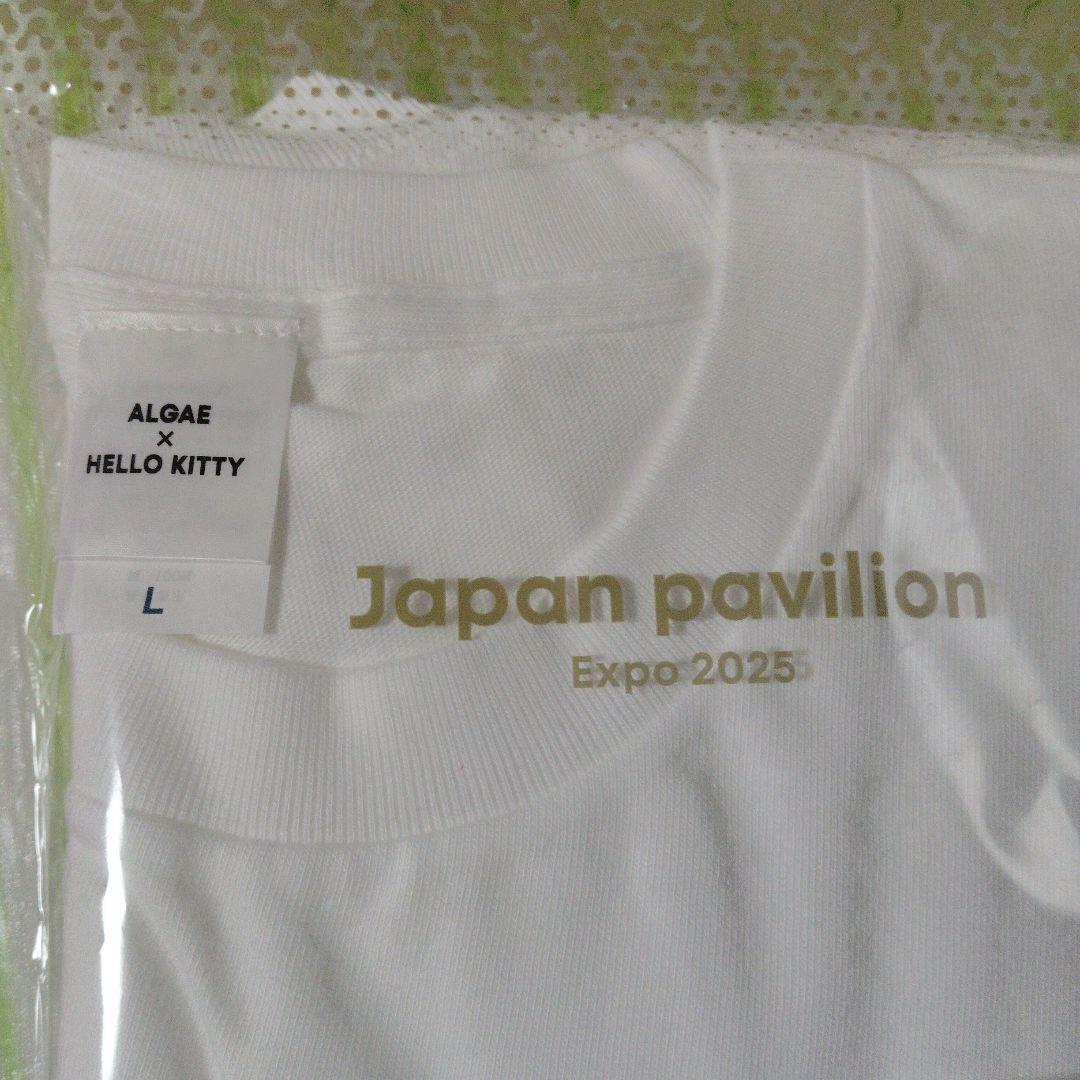 ALGAE
×
HELLO KITTY
L
Japan pavilion
Expo 2025